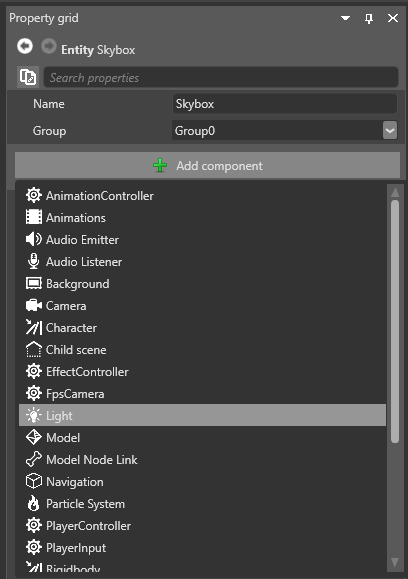 Property grid
Entity Skybox
Search properties
Name Skybox
Group Group0
Add component
AnimationController
Animations
Audio Emitter
Audio Listener
Background
Camera
Character
Child scene
EffectController
FpsCamera
Light
Model
Model Node Link
Navigation
Particle System
PlayerController
PlayerInput
Rigidbody